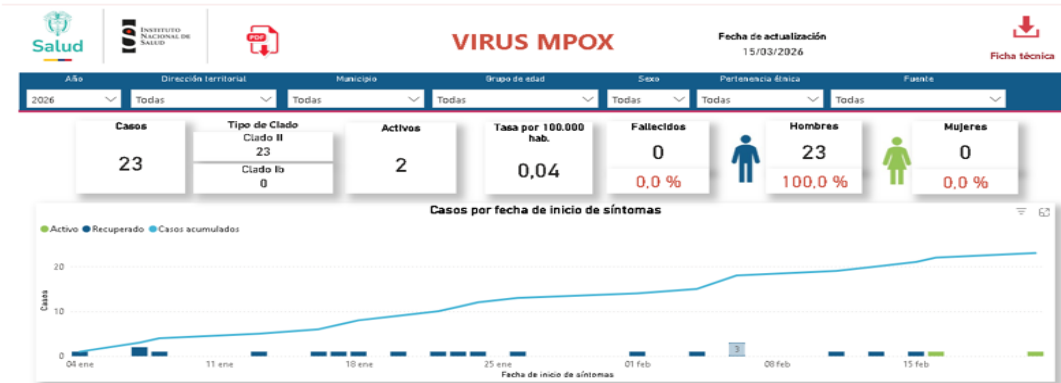 Salud
INSTITUTO
NACIONAL DE
SALUD
PDF
VIRUS MPOX
Fecha de actualización
15/03/2026
Ficha técnica
Año
Dirección territorial
Municipio
Grupo de edad
Sexo
Pertenencia étnica
Fuente
2026
Todas
Todas
Todas
Todas
Todas
Todas
Casos
23
Tipo de Clado
Clado II
23
Clado Ib
0
Activos
2
Tasa por 100.000
hab.
0,04
Fallecidos
0
0,0 %
Hombres
23
100,0 %
Mujeres
0
0,0 %
Casos por fecha de inicio de síntomas
Activo Recuperado Casos acumulados
Casos
20
10
0
3
04 ene
11 ene
18 ene
25 ene
01 feb
08 feb
15 feb
Fecha de inicio de síntomas